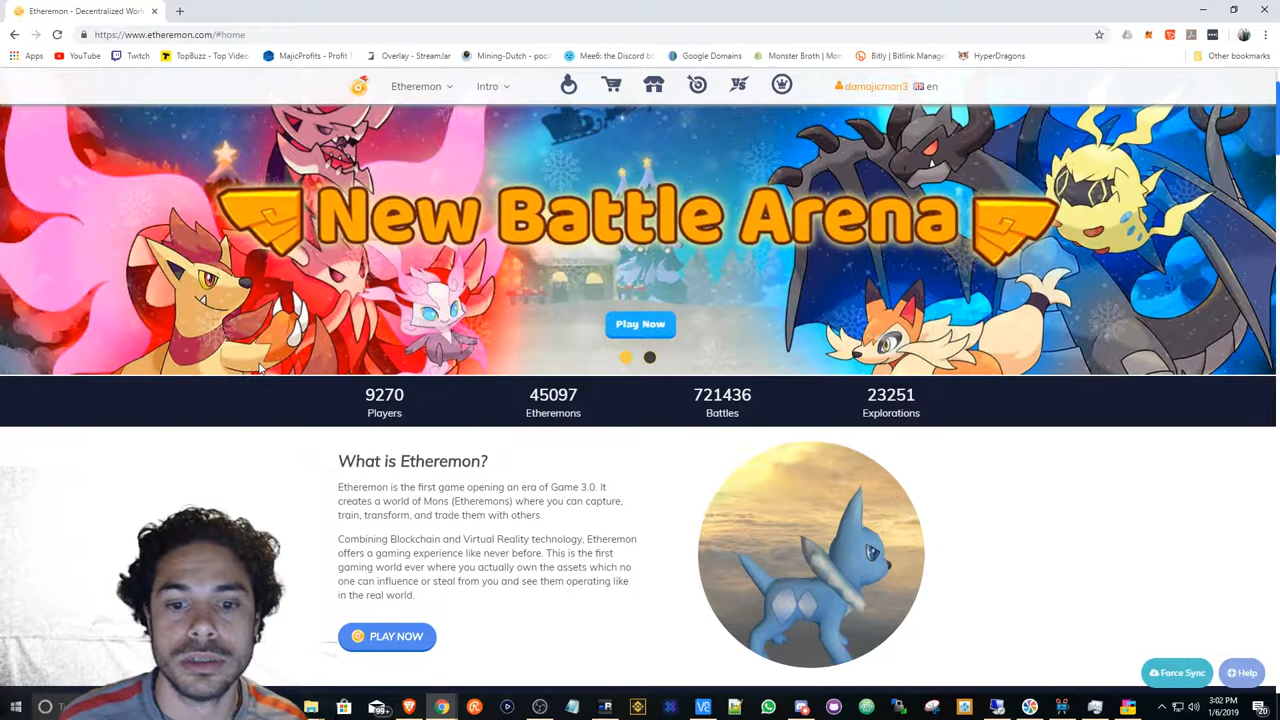 Etheremon - Decentralized Wor
https://www.etheremon.com/#home
Apps
YouTube
Twitch
TopBuzz - Top Video
MajicProfits - Profit T
Overlay - StreamJar
Mining-Dutch - poo
Mee6: the Discord b
Google Domains
Monster Broth | Mon
Bitly | Bitlink Manage
HyperDragons
Other bookmarks
Etheremon
Intro
damajicman3
en
New Battle Arena
Play Now
9270
Players
45097
Etheremons
721436
Battles
23251
Explorations
What is Etheremon?
Etheremon is the first game opening an era of Game 3.0. It
creates a world of Mons (Etheremons) where you can capture,
train, transform, and trade them with others.
Combining Blockchain and Virtual Reality technology, Etheremon
offers a gaming experience like never before. This is the first
gaming world ever where you actually own the assets which no
one can influence or steal from you and see them operating like
in the real world.
PLAY NOW
Force Sync
Help
99+
3:02 PM
1/6/2019
20